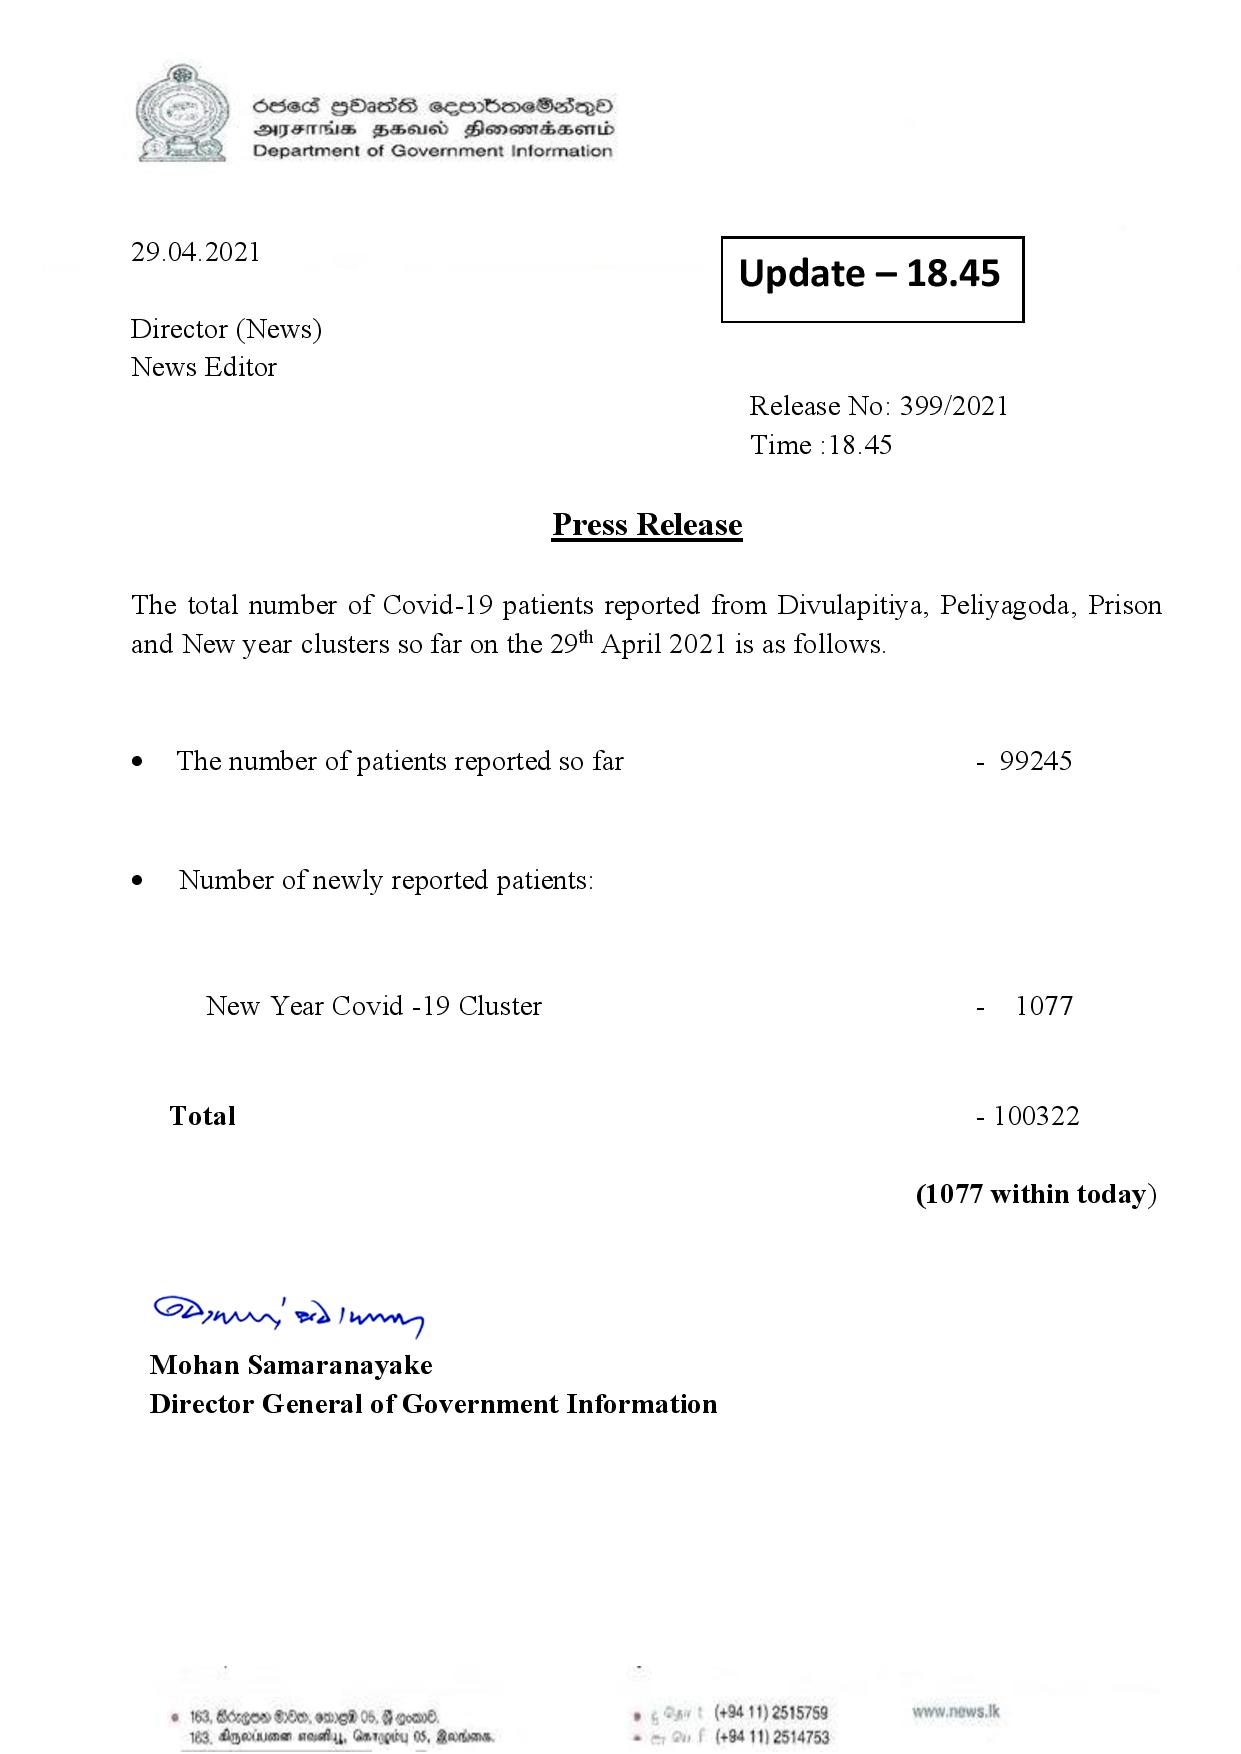 රජයේ ප්‍රවෘත්ති දෙපාර්තමේන්තුව
அரசாங்க தகவல் திணைக்களம்
Department of Government Information
29.04.2021
Update – 18.45
Director (News)
News Editor
Release No: 399/2021
Time :18.45
Press Release
The total number of Covid-19 patients reported from Divulapitiya, Peliyagoda, Prison
and New year clusters so far on the 29th April 2021 is as follows.
• The number of patients reported so far - 99245
• Number of newly reported patients:
New Year Covid -19 Cluster - 1077
Total - 100322
(1077 within today)
Mohan Samaranayake
Director General of Government Information
163, කිරුලපන මාවත, කොළඹ 05, ශ්‍රී ලංකාව.
163, கிருலப்பனை எவனியூ, கொழும்பு 05, இலங்கை.
(+94 11) 2515759
(+94 11) 2514753
www.news.lk